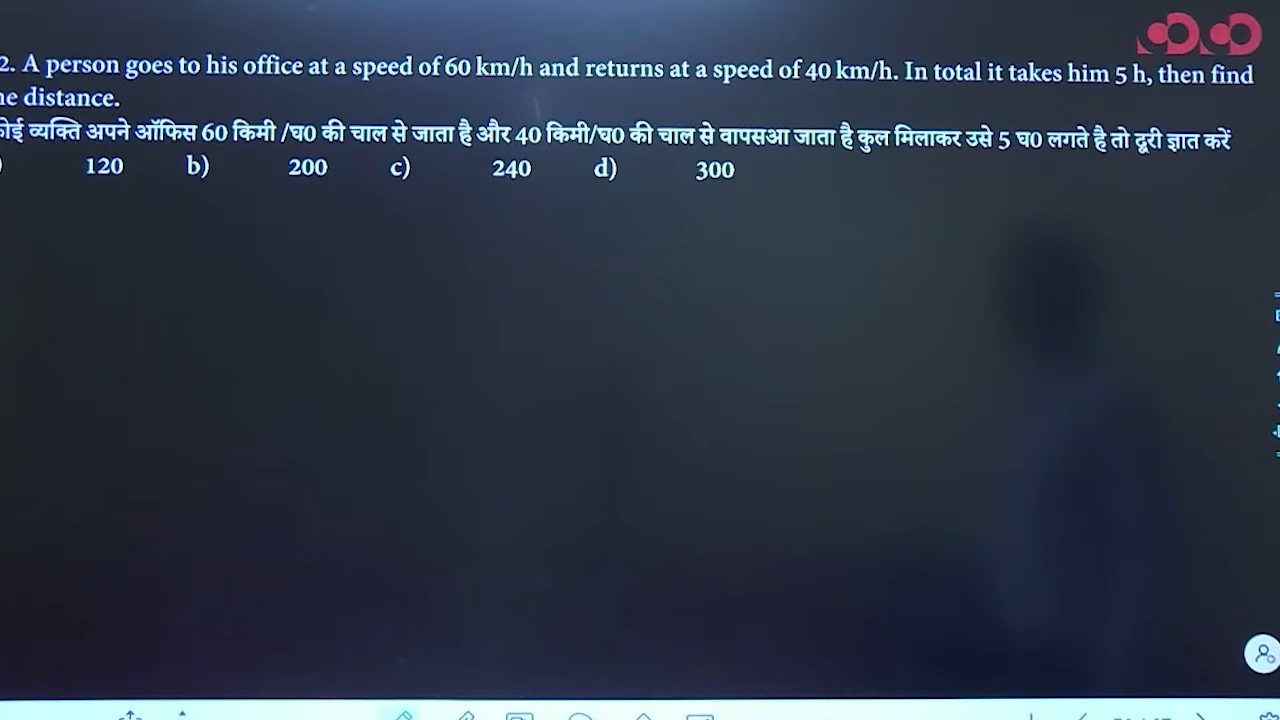 2. A person goes to his office at a speed of 60 km/h and returns at a speed of 40 km/h. In total it takes him 5 h, then find
he distance.
व्यक्ति अपने ऑफिस 60 किमी /घ0 की चाल से जाता है और 40 किमी/घ0 की चाल से वापसआ जाता है कुल मिलाकर उसे 5 घ0 लगते है तो दूरी ज्ञात करें
) 120 b) 200 c) 240 d) 300